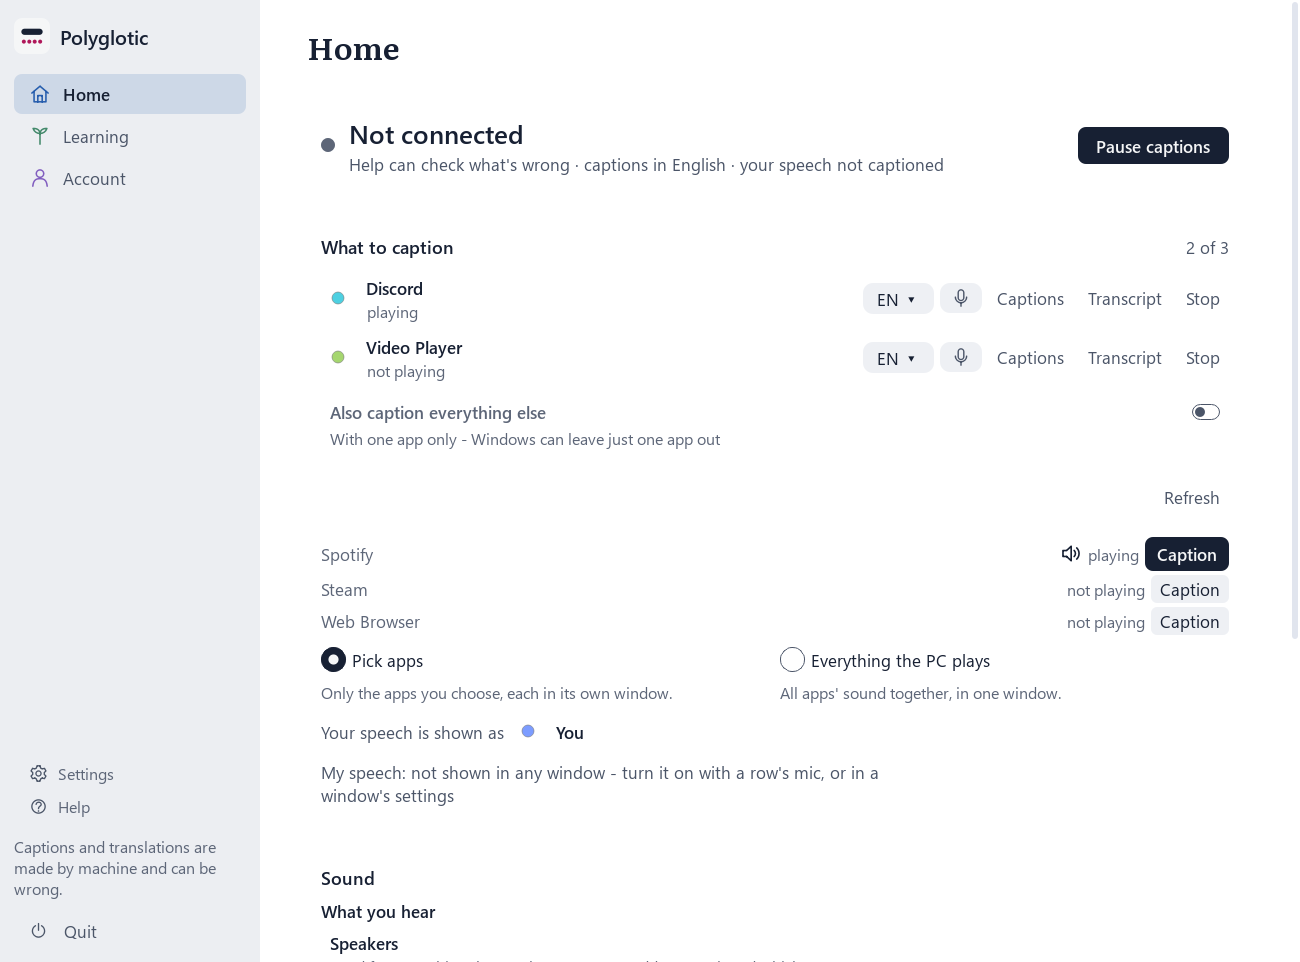 Polyglotic
Home
Learning
Account
Settings
Help
Captions and translations are
made by machine and can be
wrong.
Quit
Home
Not connected
Help can check what's wrong · captions in English · your speech not captioned
Pause captions
What to caption
2 of 3
Discord
playing
EN
Captions
Transcript
Stop
Video Player
not playing
EN
Captions
Transcript
Stop
Also caption everything else
With one app only - Windows can leave just one app out
Refresh
Spotify
playing
Caption
Steam
not playing
Caption
Web Browser
not playing
Caption
Pick apps
Only the apps you choose, each in its own window.
Everything the PC plays
All apps' sound together, in one window.
Your speech is shown as
You
My speech: not shown in any window - turn it on with a row's mic, or in a
window's settings
Sound
What you hear
Speakers